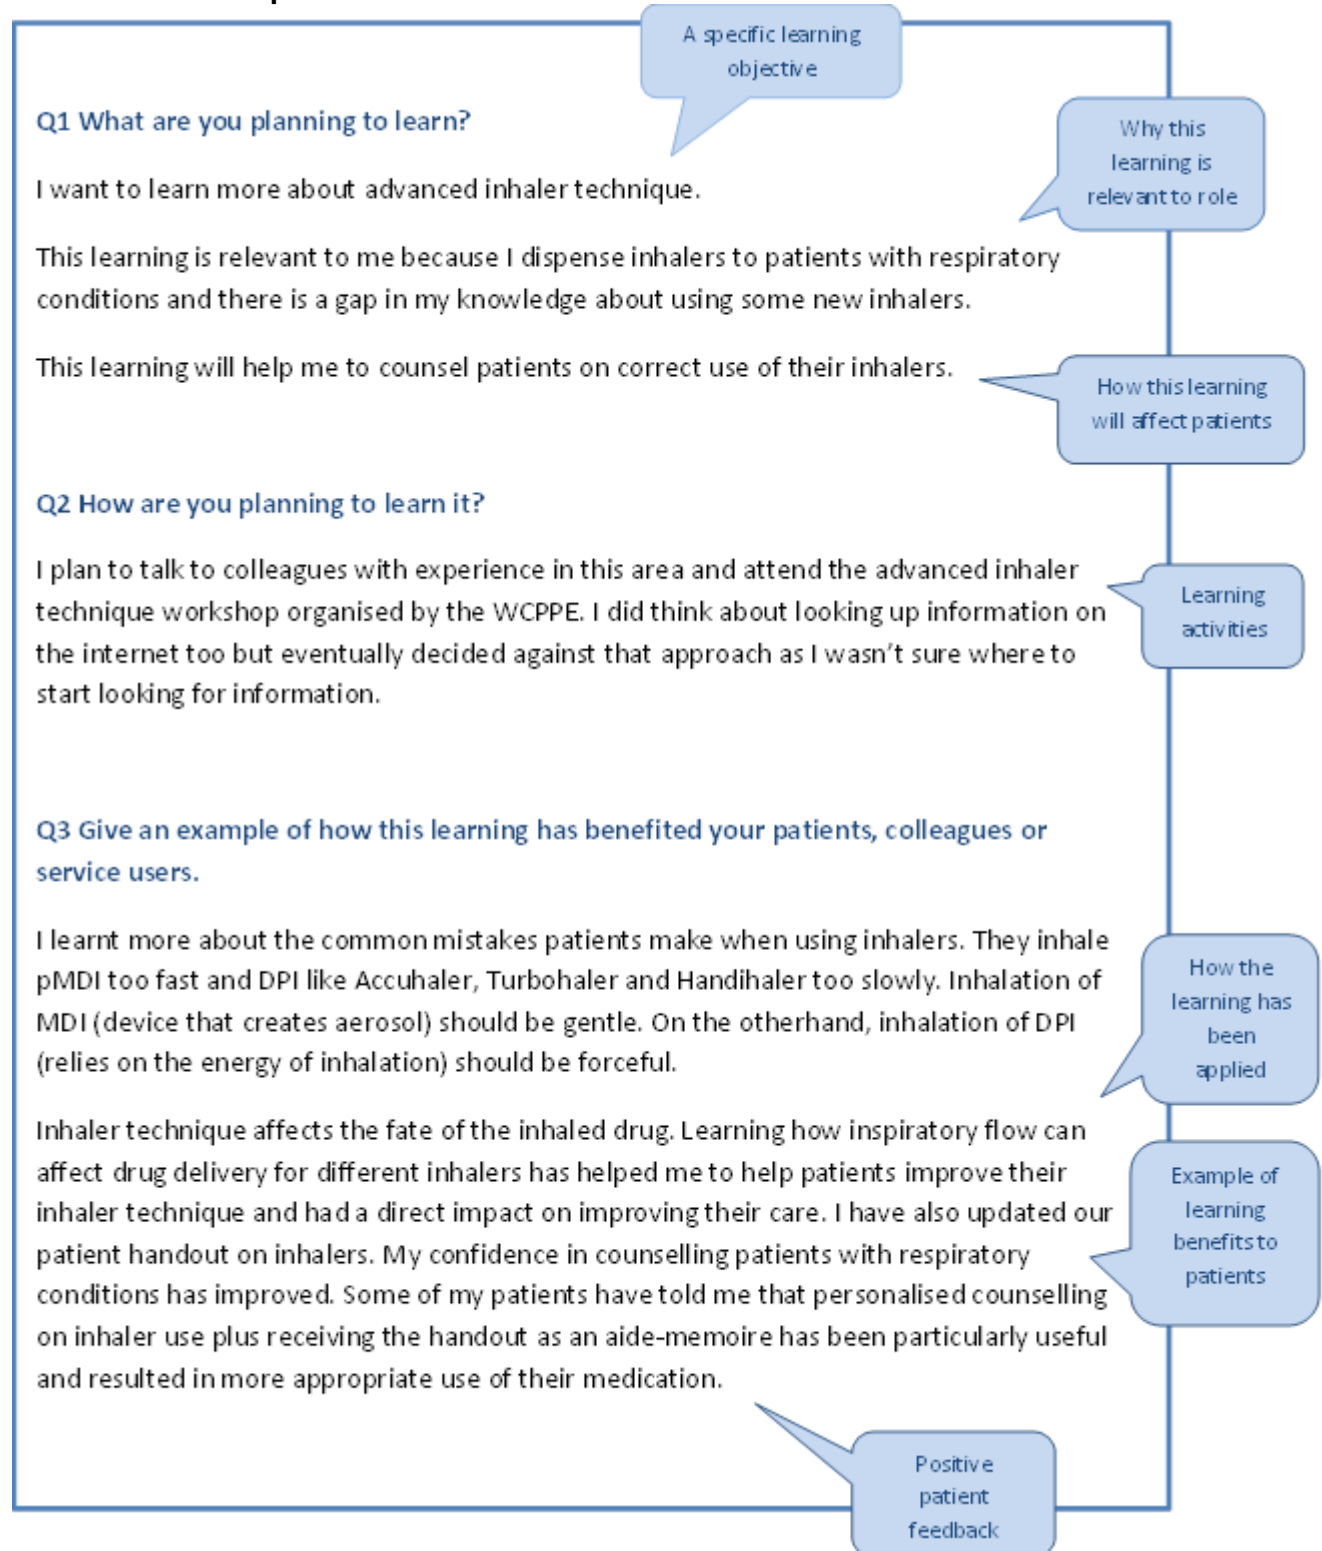 A specific learning
objective
Q1 What are you planning to learn?
Why this
learning is
relevant to role
I want to learn more about advanced inhaler technique.
This learning is relevant to me because I dispense inhalers to patients with respiratory
conditions and there is a gap in my knowledge about using some new inhalers.
This learning will help me to counsel patients on correct use of their inhalers.
How this learning
will affect patients
Q2 How are you planning to learn it?
I plan to talk to colleagues with experience in this area and attend the advanced inhaler
technique workshop organised by the WCPPE. I did think about looking up information on
the internet too but eventually decided against that approach as I wasn't sure where to
start looking for information.
Learning
activities
Q3 Give an example of how this learning has benefited your patients, colleagues or
service users.
I learnt more about the common mistakes patients make when using inhalers. They inhale
pMDI too fast and DPI like Accuhaler, Turbohaler and Handihaler too slowly. Inhalation of
MDI (device that creates aerosol) should be gentle. On the otherhand, inhalation of DPI
(relies on the energy of inhalation) should be forceful.
How the
learning has
been
applied
Inhaler technique affects the fate of the inhaled drug. Learning how inspiratory flow can
affect drug delivery for different inhalers has helped me to help patients improve their
inhaler technique and had a direct impact on improving their care. I have also updated our
patient handout on inhalers. My confidence in counselling patients with respiratory
conditions has improved. Some of my patients have told me that personalised counselling
on inhaler use plus receiving the handout as an aide-memoire has been particularly useful
and resulted in more appropriate use of their medication.
Example of
learning
benefits to
patients
Positive
patient
feedback